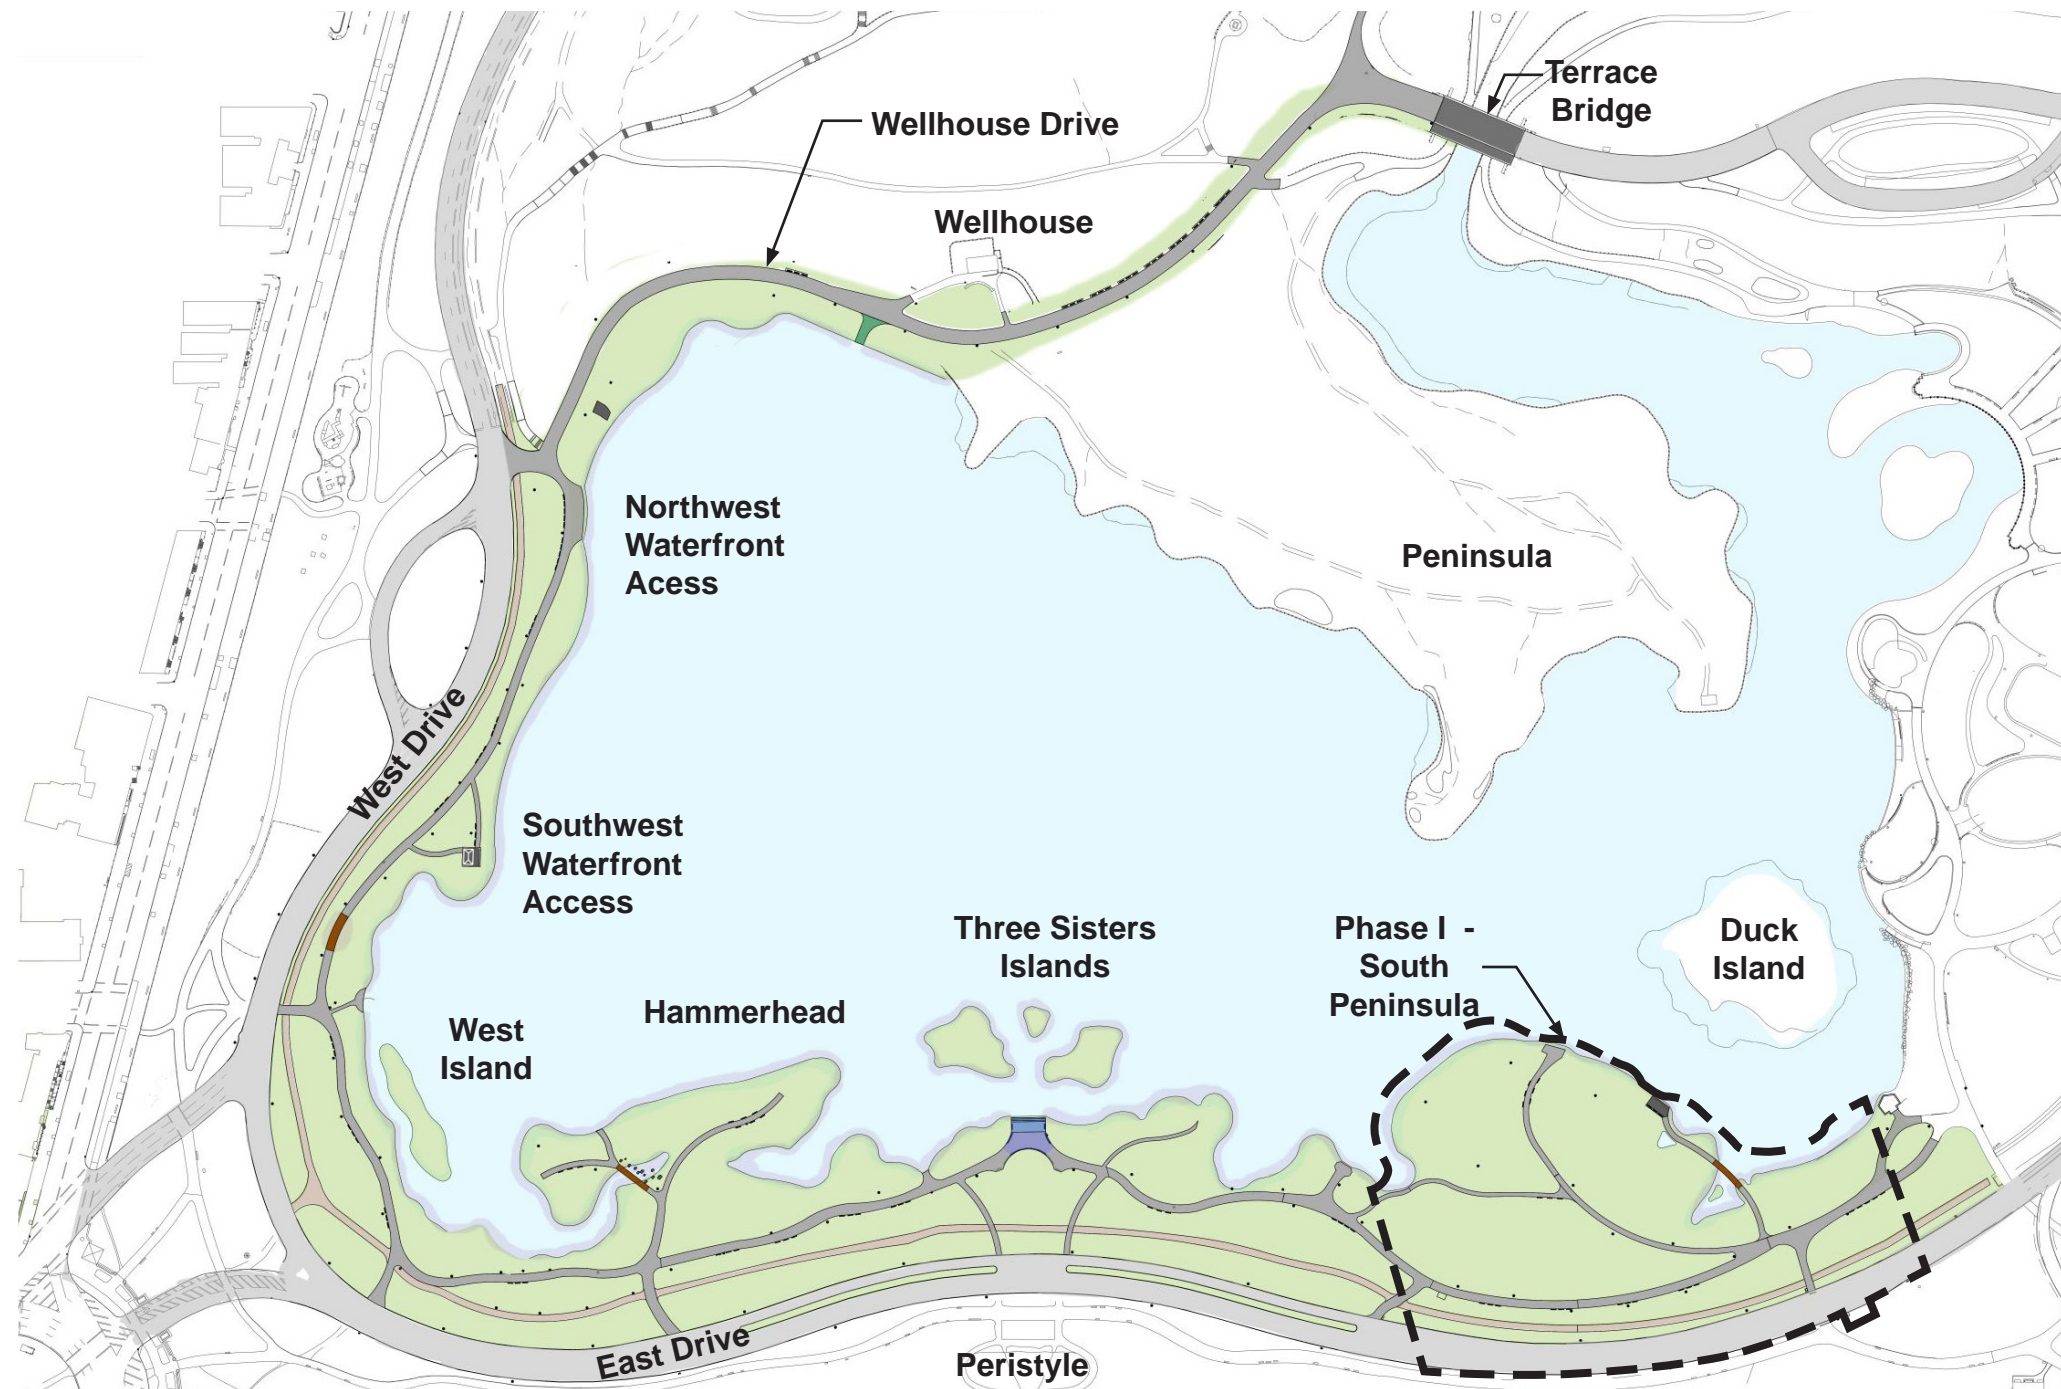 Terrace
Bridge
Wellhouse Drive
Wellhouse
Northwest
Waterfront
Acess
Peninsula
West Drive
Southwest
Waterfront
Access
Three Sisters
Islands
Phase I -
South
Peninsula
Duck
Island
Hammerhead
West
Island
East Drive
Peristyle